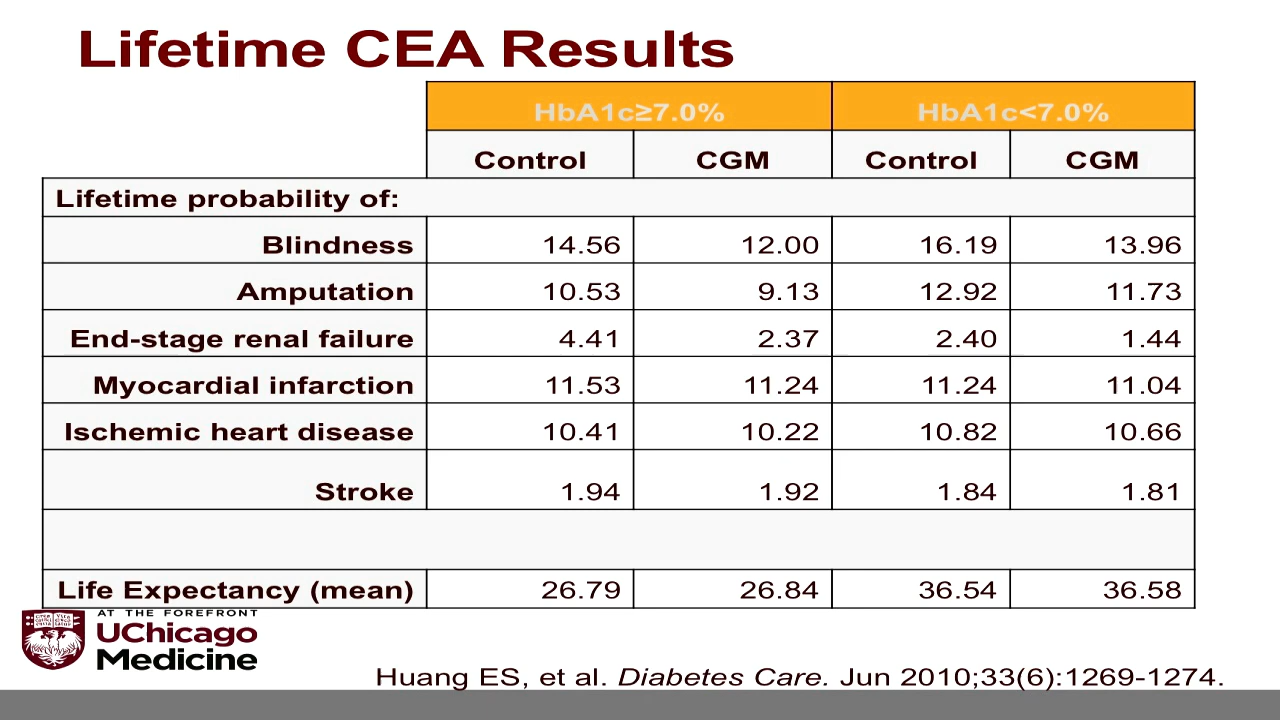 Lifetime CEA Results
HbA1c≥7.0% HbA1c<7.0%
Control CGM Control CGM
Lifetime probability of:
Blindness 14.56 12.00 16.19 13.96
Amputation 10.53 9.13 12.92 11.73
End-stage renal failure 4.41 2.37 2.40 1.44
Myocardial infarction 11.53 11.24 11.24 11.04
Ischemic heart disease 10.41 10.22 10.82 10.66
Stroke 1.94 1.92 1.84 1.81
Life Expectancy (mean) 26.79 26.84 36.54 36.58
AT THE FOREFRONT
UChicago
Medicine
Huang ES, et al. Diabetes Care. Jun 2010;33(6):1269-1274.